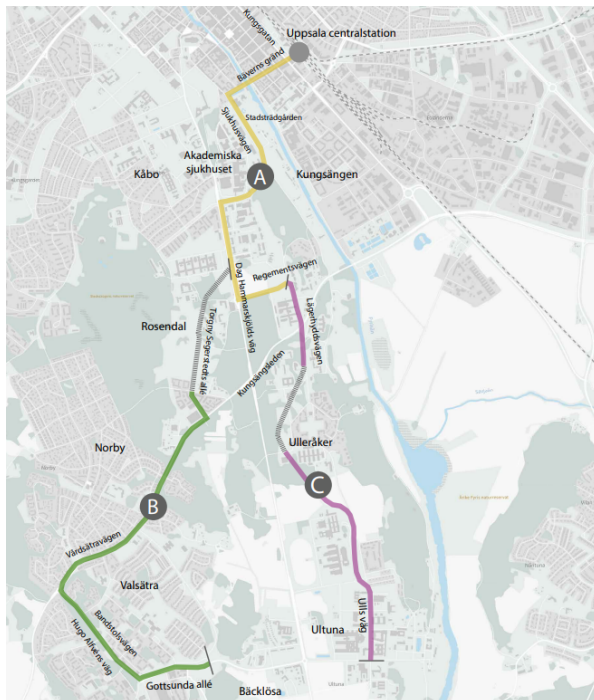 Kungsgatan
Uppsala centralstation
Bäverns gränd
Stadsträdgården
Sjukhusvägen
Akademiska
sjukhuset
Kåbo
A
Kungsängen
Regementsvägen
Dag Hammarskjölds väg
Lägerhyddsvägen
Torgny Segerstedts allé
Rosendal
Kungsängsleden
Ulleråker
Norby
C
B
Vårdsätravägen
Valsätra
Bandstolsvägen
Hugo Alfvéns väg
Ultuna
Ulls väg
Gottsunda allé
Bäcklösa